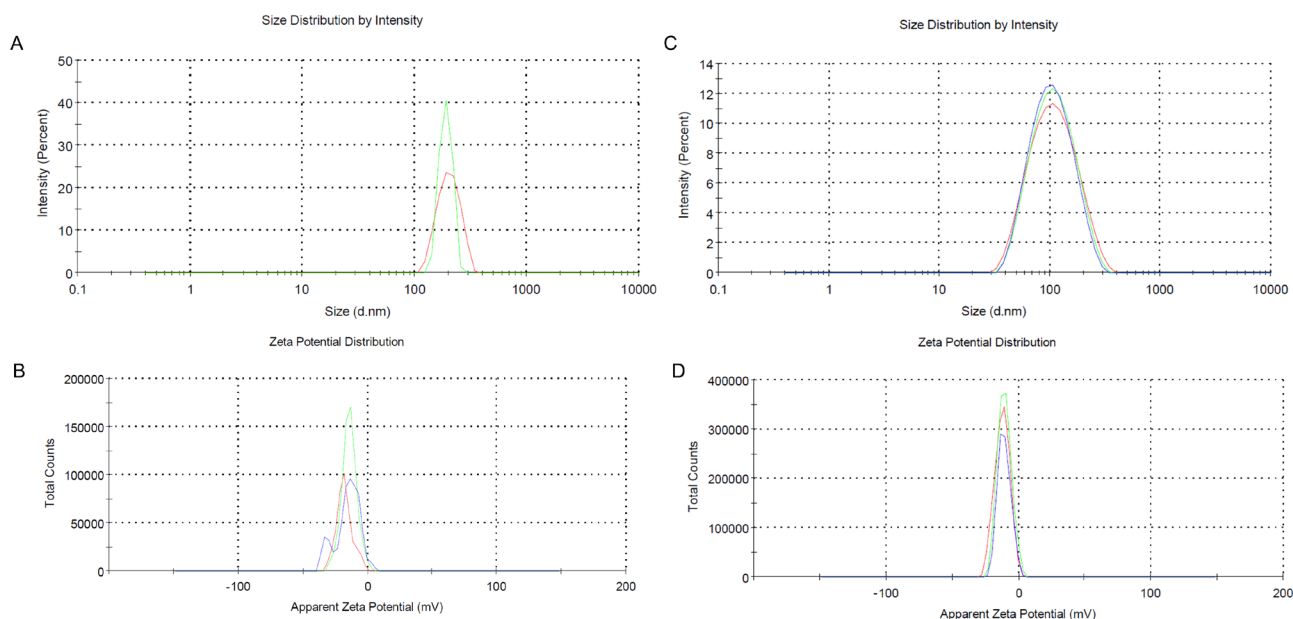 Size Distribution by Intensity
A
50
40
30
20
10
0
Intensity (Percent)
0.1 1 10 100 1000 10000
Size (d.nm)
Zeta Potential Distribution
B
200000
150000
100000
50000
0
Total Counts
-100 0 100 200
Apparent Zeta Potential (mV)
Size Distribution by Intensity
C
14
12
10
8
6
4
2
0
Intensity (Percent)
0.1 1 10 100 1000 10000
Size (d.nm)
Zeta Potential Distribution
D
400000
300000
200000
100000
0
Total Counts
-100 0 100 200
Apparent Zeta Potential (mV)